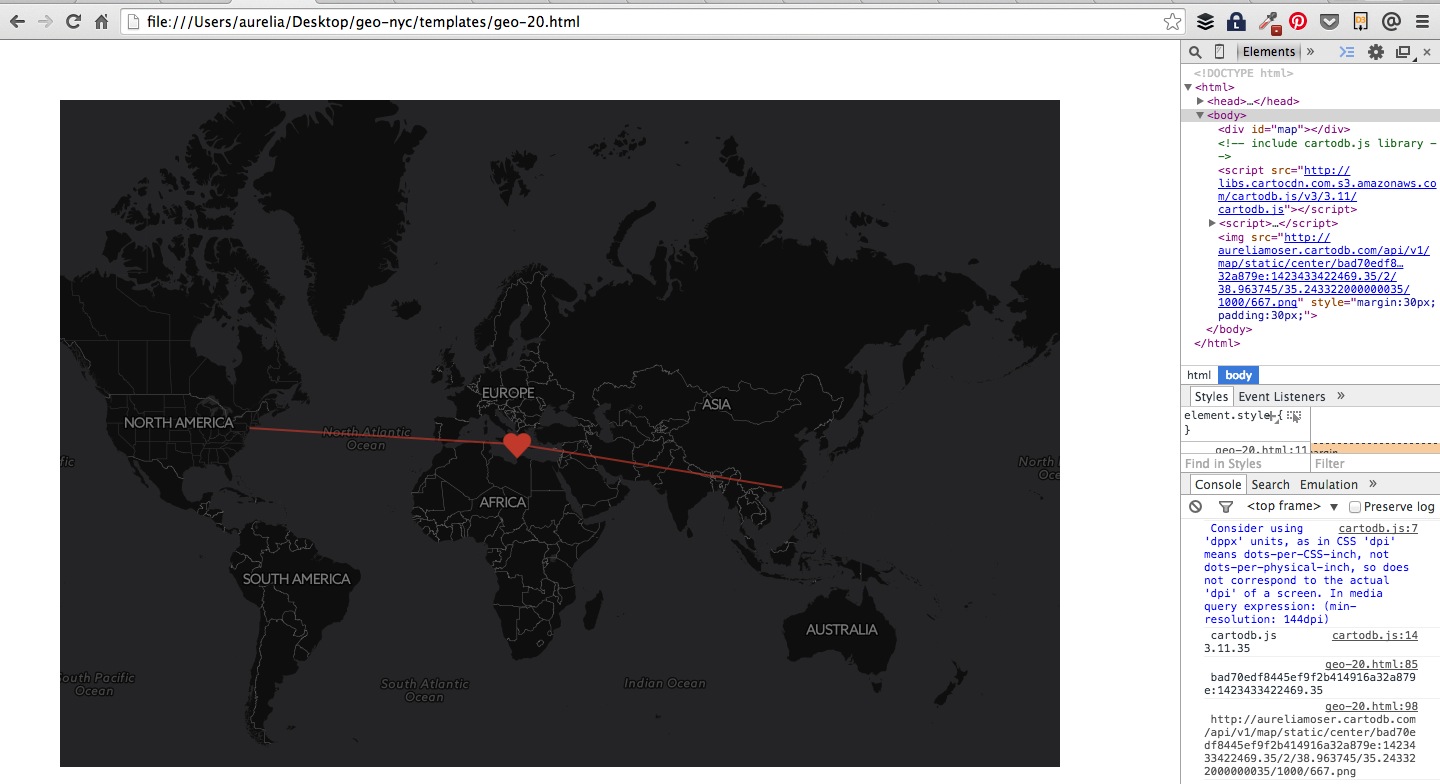 file:///Users/aurelia/Desktop/geo-nyc/templates/geo-20.html
NORTH AMERICA
North Atlantic
Ocean
EUROPE
ASIA
AFRICA
SOUTH AMERICA
AUSTRALIA
fic
North
Oce
outh Pacific
Ocean
South Atlantic
Ocean
Indian Ocean
Elements »
<!DOCTYPE html>
<html>
<head>…</head>
<body>
<div id="map"></div>
<!-- include cartodb.js library -
->
<script src="http://
libs.cartocdn.com.s3.amazonaws.co
m/cartodb.js/v3/3.11/
cartodb.js"></script>
<script>…</script>
<img src="http://
aureliamoser.cartodb.com/api/v1/
map/static/center/bad70edf8…
32a879e:1423433422469.35/2/
38.963745/35.243322000000035/
1000/667.png" style="margin:30px;
padding:30px;">
</body>
</html>
html body
Styles Event Listeners »
element.style {
}
geo-20.html:11
Find in Styles Filter
Console Search Emulation »
<top frame> ▼ Preserve log
Consider using cartodb.js:7
'dppx' units, as in CSS 'dpi'
means dots-per-CSS-inch, not
dots-per-physical-inch, so does
not correspond to the actual
'dpi' of a screen. In media
query expression: (min-
resolution: 144dpi)
cartodb.js cartodb.js:14
3.11.35
geo-20.html:85
bad70edf8445ef9f2b414916a32a879
e:1423433422469.35
geo-20.html:98
http://aureliamoser.cartodb.com
/api/v1/map/static/center/bad70e
df8445ef9f2b414916a32a879e:14234
33422469.35/2/38.963745/35.24332
2000000035/1000/667.png